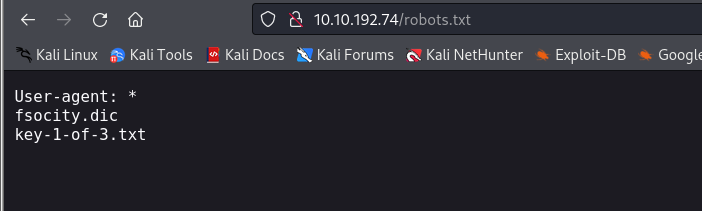 10.10.192.74/robots.txt
Kali Linux Kali Tools Kali Docs Kali Forums Kali NetHunter Exploit-DB Google
User-agent: *
fsocity.dic
key-1-of-3.txt